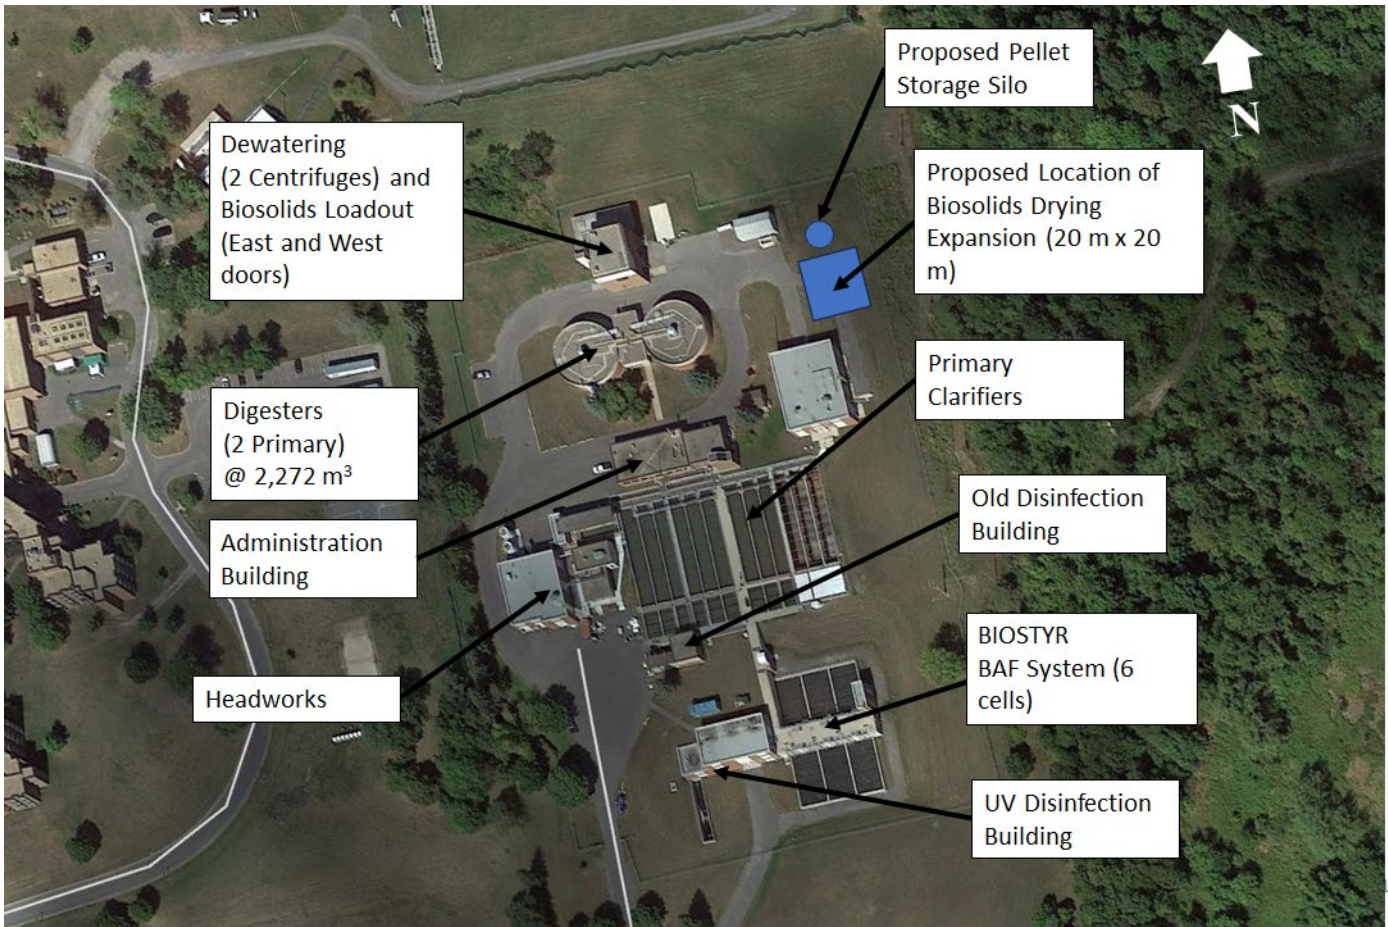 Proposed Pellet
Storage Silo
N
Dewatering
(2 Centrifuges) and
Biosolids Loadout
(East and West
doors)
Proposed Location of
Biosolids Drying
Expansion (20 m x 20
m)
Primary
Clarifiers
Digesters
(2 Primary)
@ 2,272 m³
Old Disinfection
Building
Administration
Building
BIOSTYR
BAF System (6
cells)
Headworks
UV Disinfection
Building